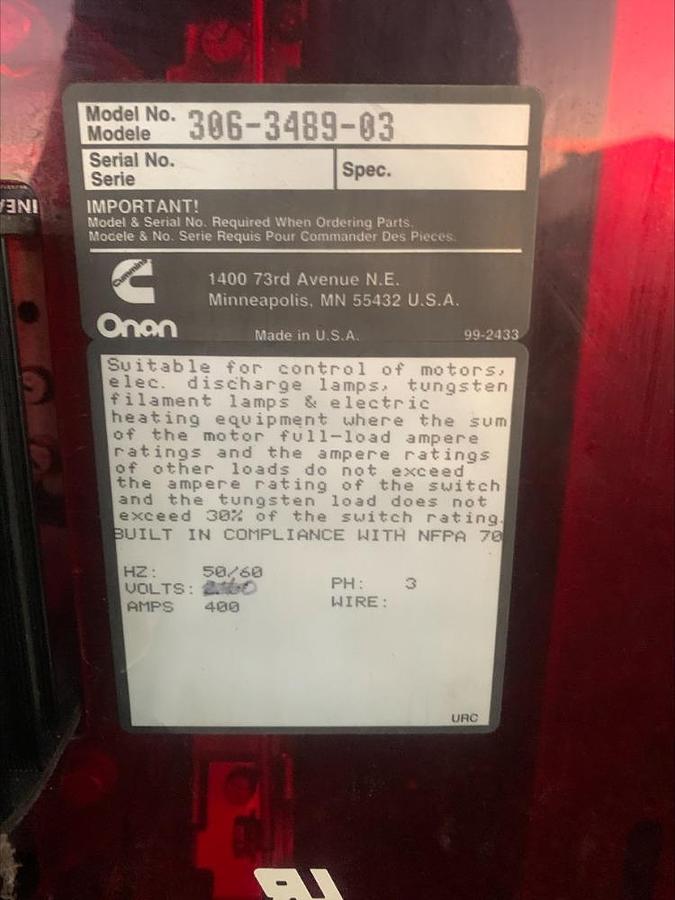 INEA
Model No. 306-3489-03
Modele
Serial No.
Serie
Spec.
IMPORTANT!
Model & Serial No. Required When Ordering Parts.
Modele & No. Serie Requis Pour Commander Des Pieces.
Cummins
Onan
1400 73rd Avenue N.E.
Minneapolis, MN 55432 U.S.A.
Made in U.S.A.
99-2433
Suitable for control of motors,
elec. discharge lamps, tungsten
filament lamps & electric
heating equipment where the sum
of the motor full-load ampere
ratings and the ampere ratings
of other loads do not exceed
the ampere rating of the switch
and the tungsten load does not
exceed 30% of the switch rating.
BUILT IN COMPLIANCE WITH NFPA 70
HZ: 50/60
VOLTS:
PH: 3
AMPS 400
WIRE:
URC